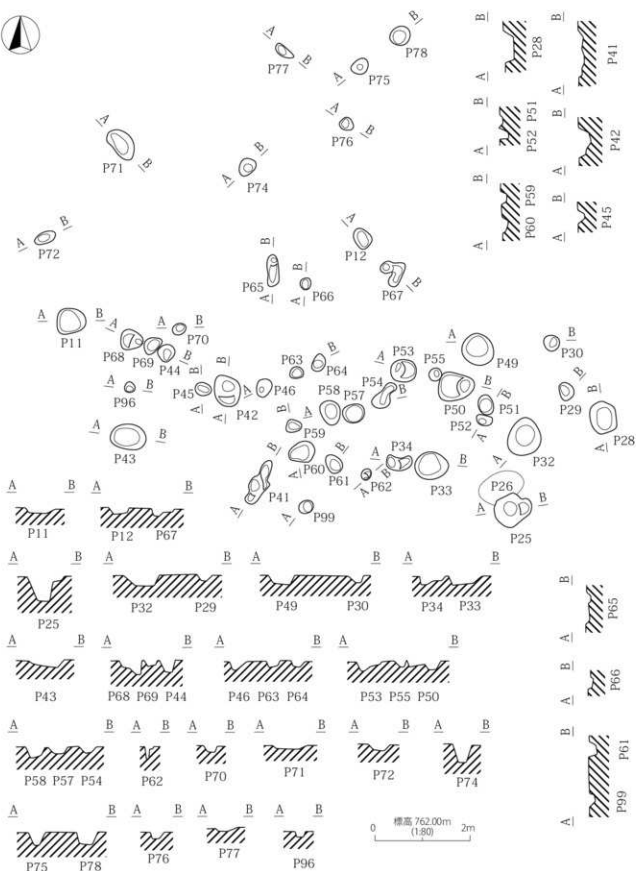 A
B
P77
B
P78
A
P75
A
B
P76
A
B
P71
A
B
P74
A
B
P72
A
P12
B
A
P65
A
P66
P67
B
A
B
P11
A
P68
P69
P44
B
A
B
P70
A
B
P96
A
B
P43
B
A
P45
B
A
P42
A
P46
P63
B
P64
B
A
P59
A
P58
P57
P54
B
A
P53
P55
P50
A
P49
B
P30
P29
B
A
P28
B
P51
P52
A
B
A
P32
B
A
P60
B
P61
A
B
P62
A
P34
P33
B
B
A
P41
A
P99
P26
A
B
P25
B
A
P28
B
A
P41
B
A
P51
P52
B
A
P42
B
A
P59
P60
B
A
P45
A
B
P11
A
B
P12
P67
A
B
P25
A
B
P32
P29
A
B
P49
P30
A
B
P34
P33
A
B
P43
A
B
P68
P69
P44
A
B
P46
P63
P64
A
B
P53
P55
P50
A
B
P58
P57
P54
A
B
P62
A
B
P70
A
B
P71
A
B
P72
A
B
P74
A
B
P75
P78
A
B
P76
A
B
P77
A
B
P96
B
A
P65
B
A
P66
B
A
P61
P99
標高 762.00m
0 (1:80) 2m